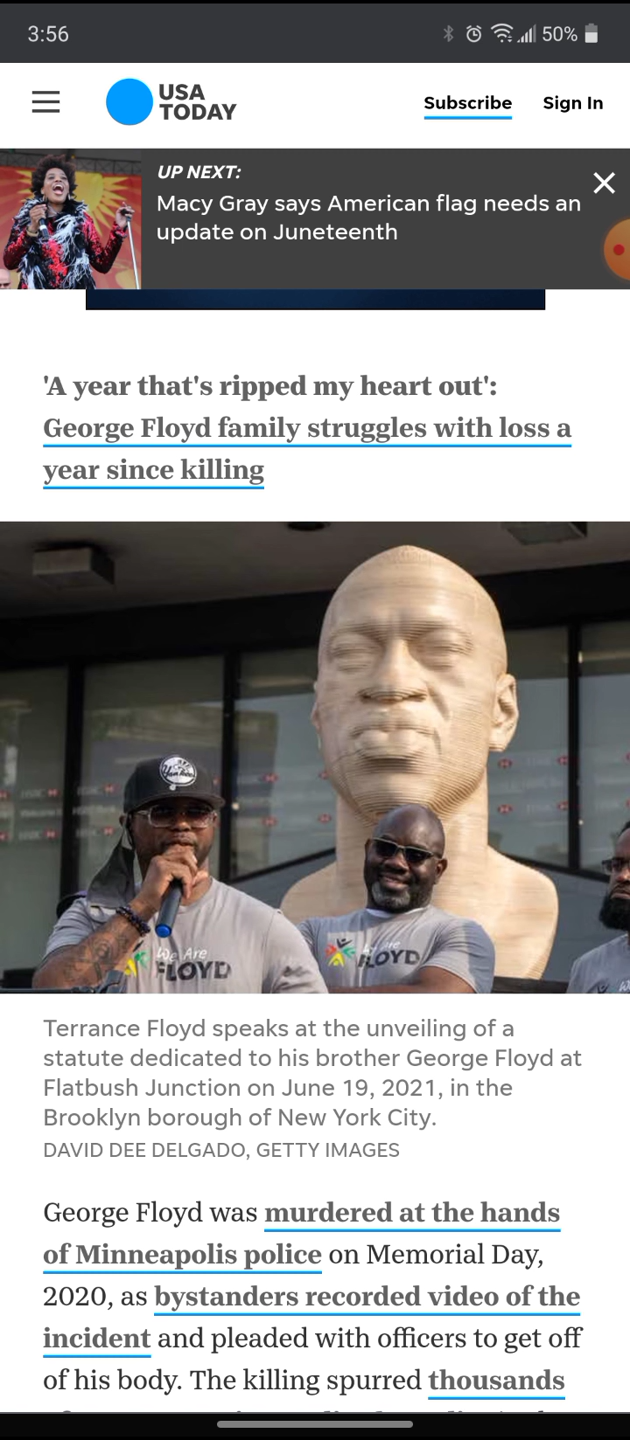 3:56
50%
USA
TODAY
Subscribe
Sign In
UP NEXT:
Macy Gray says American flag needs an
update on Juneteenth
'A year that's ripped my heart out':
George Floyd family struggles with loss a
year since killing
We Are
FLOYD
We Are
FLOYD
Terrance Floyd speaks at the unveiling of a
statute dedicated to his brother George Floyd at
Flatbush Junction on June 19, 2021, in the
Brooklyn borough of New York City.
DAVID DEE DELGADO, GETTY IMAGES
George Floyd was murdered at the hands
of Minneapolis police on Memorial Day,
2020, as bystanders recorded video of the
incident and pleaded with officers to get off
of his body. The killing spurred thousands